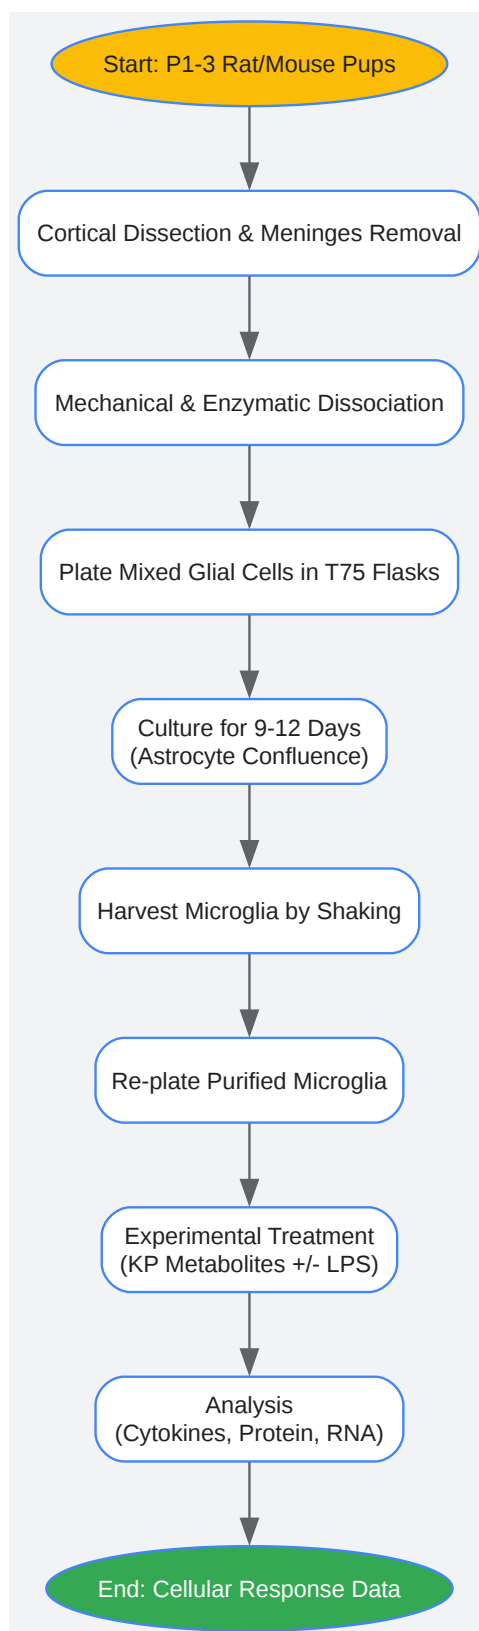 Start: P1-3 Rat/Mouse Pups
Cortical Dissection & Meninges Removal
Mechanical & Enzymatic Dissociation
Plate Mixed Glial Cells in T75 Flasks
Culture for 9-12 Days
(Astrocyte Confluence)
Harvest Microglia by Shaking
Re-plate Purified Microglia
Experimental Treatment
(KP Metabolites +/- LPS)
Analysis
(Cytokines, Protein, RNA)
End: Cellular Response Data